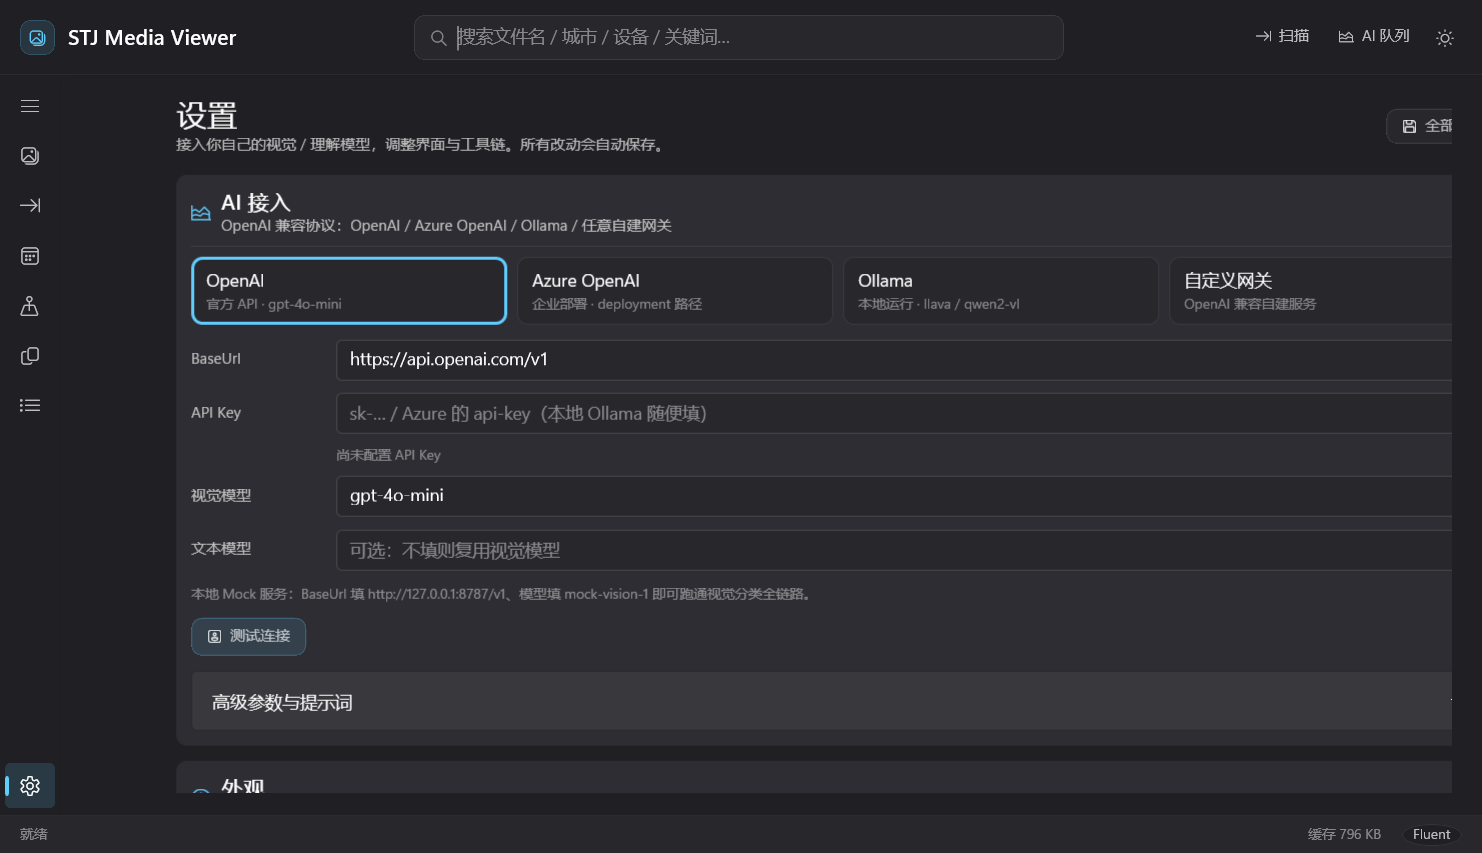 STJ Media Viewer
搜索文件名 / 城市 / 设备 / 关键词...
扫描
AI 队列
设置
接入你自己的视觉 / 理解模型，调整界面与工具链。所有改动会自动保存。
全部
AI 接入
OpenAI 兼容协议：OpenAI / Azure OpenAI / Ollama / 任意自建网关
OpenAI
官方 API · gpt-4o-mini
Azure OpenAI
企业部署 · deployment 路径
Ollama
本地运行 · llava / qwen2-vl
自定义网关
OpenAI 兼容自建服务
BaseUrl
https://api.openai.com/v1
API Key
sk-... / Azure 的 api-key（本地 Ollama 随便填）
尚未配置 API Key
视觉模型
gpt-4o-mini
文本模型
可选：不填则复用视觉模型
本地 Mock 服务：BaseUrl 填 http://127.0.0.1:8787/v1、模型填 mock-vision-1 即可跑通视觉分类全链路。
测试连接
高级参数与提示词
外观
就绪
缓存 796 KB
Fluent